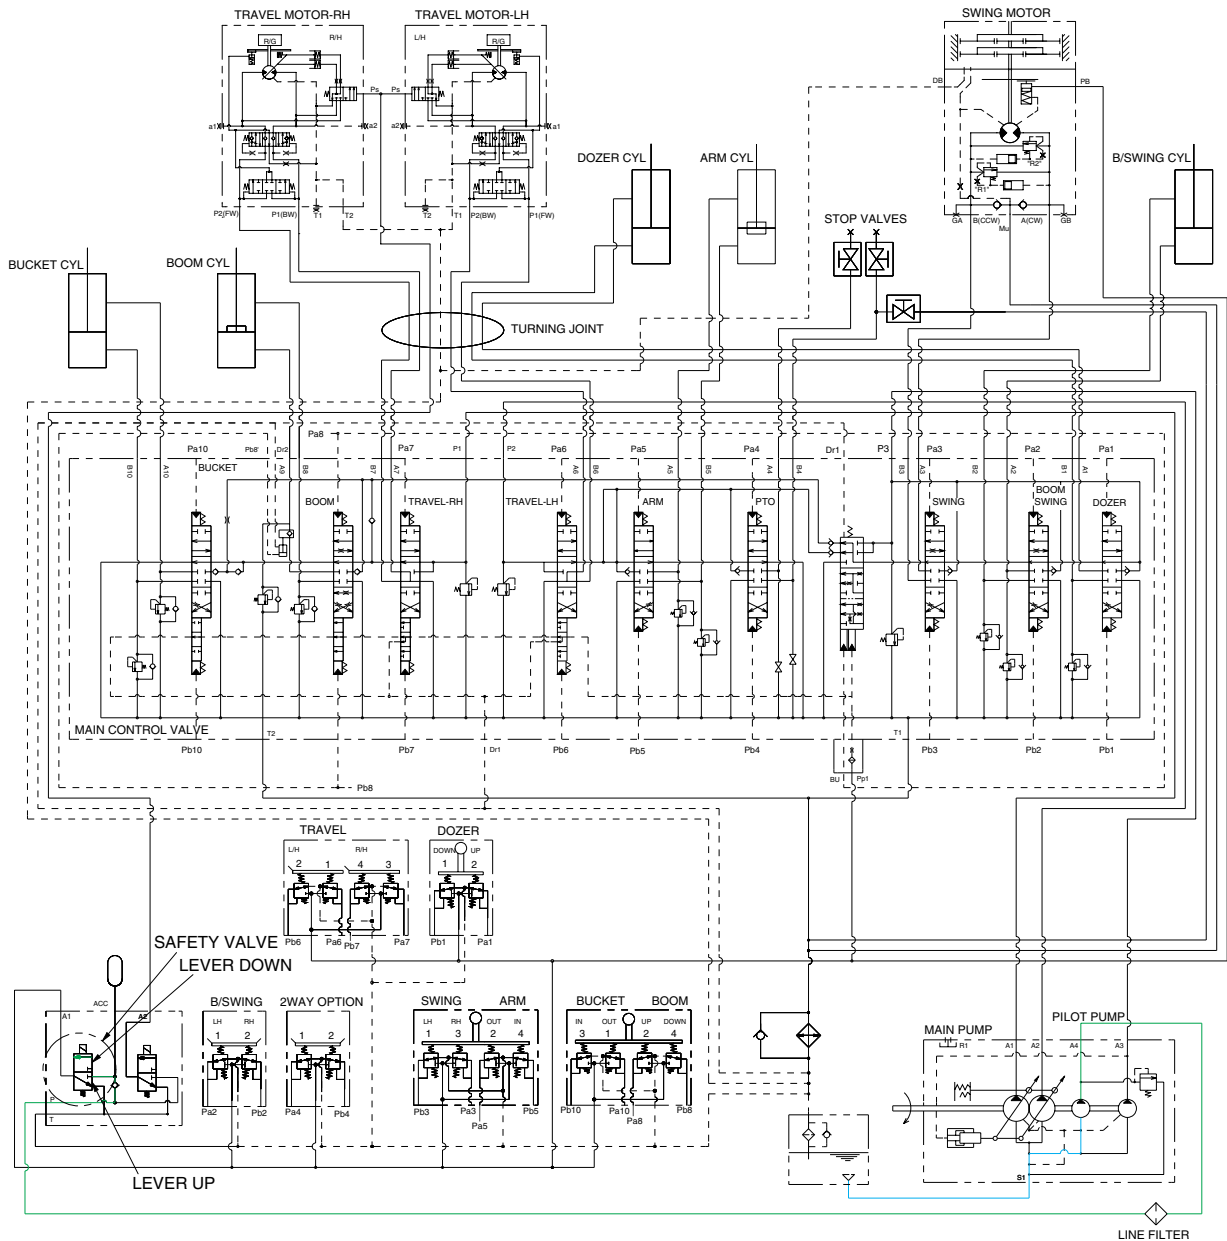 TRAVEL MOTOR-RH TRAVEL MOTOR-LH SWING MOTOR
R/G R/H L/H R/G
DB PB
Ps Ps
a1 a2 a2 a1
"R2"
"R1"
DOZER CYL ARM CYL B/SWING CYL
P2(FW) P1(BW) T1 T2 T2 T1 P2(BW) P1(FW)
STOP VALVES
GA B(CCW) Mu A(CW) GB
BUCKET CYL BOOM CYL
TURNING JOINT
Pa8
Pa10 Pb8' Dr2 Pa7 P1 P2 Pa6 Pa5 Pa4 Dr1 P3 Pa3 Pa2 Pa1
B10 A10 A9 B8 B7 A7 A6 B6 A5 B5 A4 B4 B3 A3 B2 A2 B1 A1
BUCKET
BOOM TRAVEL-RH TRAVEL-LH ARM PTO SWING BOOM SWING DOZER
MAIN CONTROL VALVE
T2 T1
Pb10 Pb7 Dr1 Pb6 Pb5 Pb4 Pb3 Pb2 Pb1
BU Pp1
Pb8
TRAVEL DOZER
L/H R/H DOWN UP
2 1 4 3 1 2
Pb6 Pa6 Pb7 Pa7 Pb1 Pa1
SAFETY VALVE
LEVER DOWN
ACC
A1 A2
B/SWING 2WAY OPTION SWING ARM BUCKET BOOM
LH RH LH RH OUT IN IN OUT UP DOWN
1 2 1 2 1 3 2 4 3 1 2 4
P
T
Pa2 Pb2 Pa4 Pb4 Pb3 Pa3 Pa5 Pb5 Pb10 Pa10 Pa8 Pb8
LEVER UP
MAIN PUMP PILOT PUMP
R1 A1 A2 A4 A3
S1
LINE FILTER